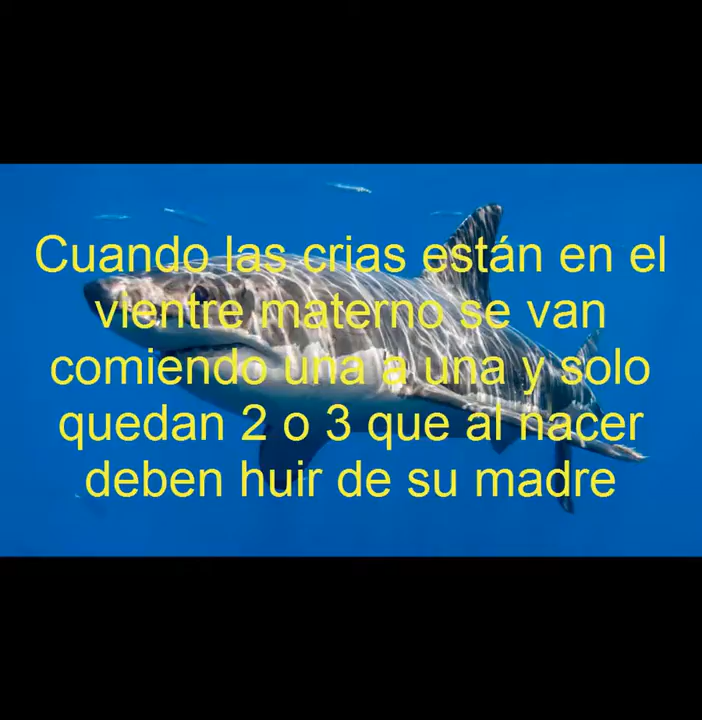 Cuando las crias están en el
vientre materno se van
comiendo una a una y solo
quedan 2 o 3 que al nacer
deben huir de su madre